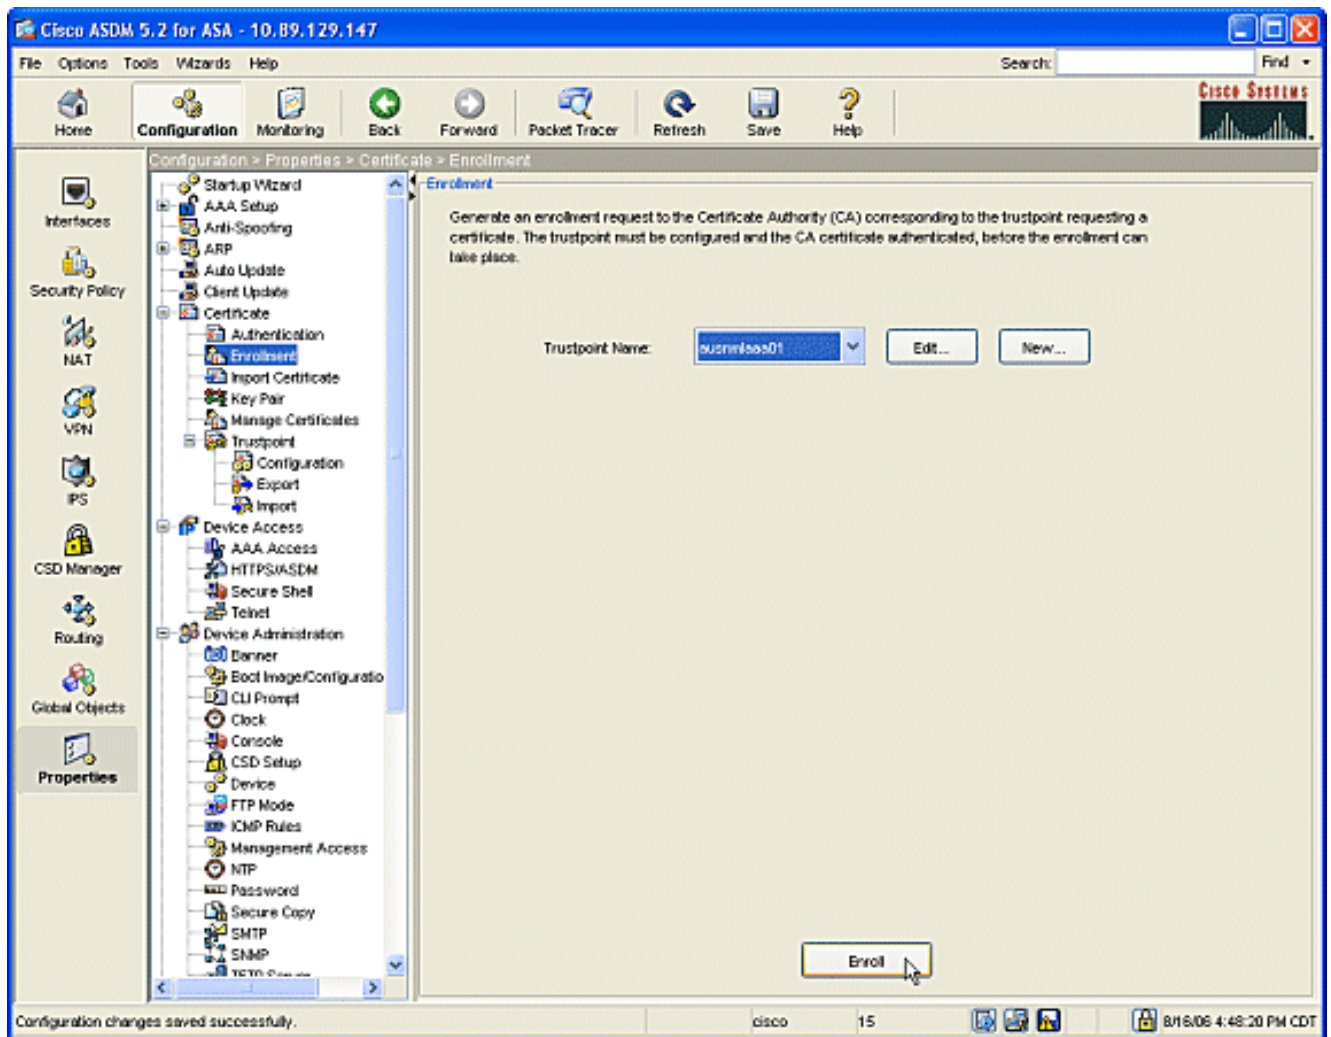 Cisco ASDM 5.2 for ASA - 10.89.129.147
File Options Tools Wizards Help Search: Find
Home Configuration Monitoring Back Forward Packet Tracer Refresh Save Help
CISCO SYSTEMS
Configuration > Properties > Certificate > Enrollment
Interfaces
Security Policy
NAT
VPN
IPS
CSD Manager
Routing
Global Objects
Properties
Startup Wizard
AAA Setup
Anti-Spoofing
ARP
Auto Update
Client Update
Certificate
Authentication
Enrollment
Import Certificate
Key Pair
Manage Certificates
Trustpoint
Configuration
Export
Import
Device Access
AAA Access
HTTPS/ASDM
Secure Shell
Telnet
Device Administration
Banner
Boot Image/Configuratio
CLI Prompt
Clock
Console
CSD Setup
Device
FTP Mode
ICMP Rules
Management Access
NTP
Password
Secure Copy
SMTP
SNMP
Enrollment
Generate an enrollment request to the Certificate Authority (CA) corresponding to the trustpoint requesting a
certificate. The trustpoint must be configured and the CA certificate authenticated, before the enrollment can
take place.
Trustpoint Name: Edit... New...
Enroll
Configuration changes saved successfully. cisco 15 8/16/06 4:48:20 PM CDT